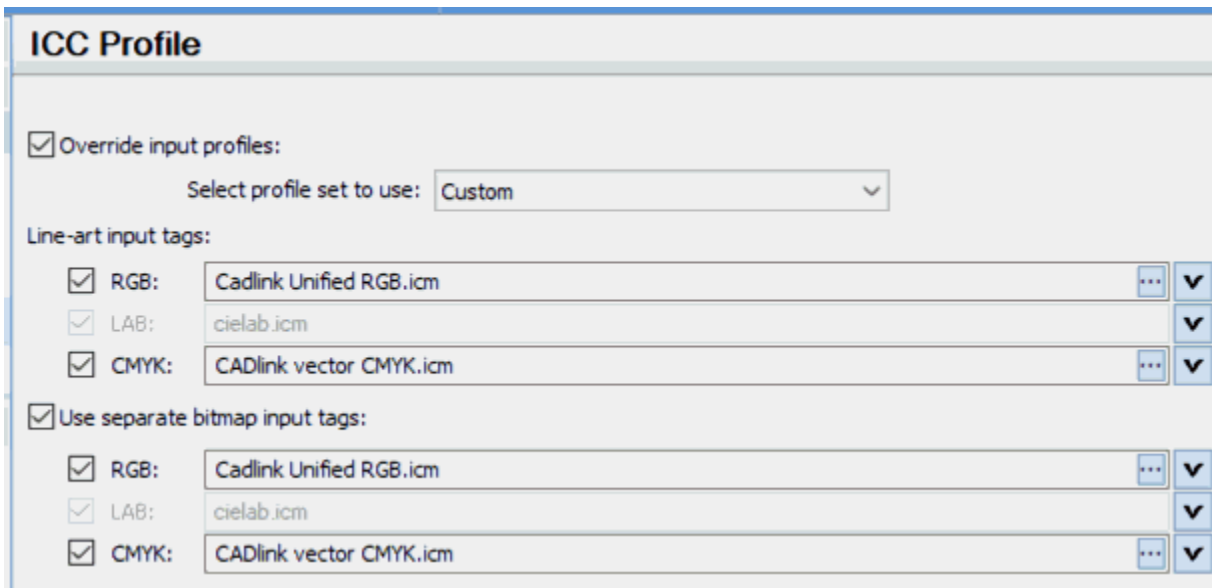 ICC Profile
Override input profiles:
Select profile set to use: Custom
Line-art input tags:
RGB: Cadlink Unified RGB.icm ...
LAB: cielab.icm
CMYK: CADlink vector CMYK.icm ...
Use separate bitmap input tags:
RGB: Cadlink Unified RGB.icm ...
LAB: cielab.icm
CMYK: CADlink vector CMYK.icm ...